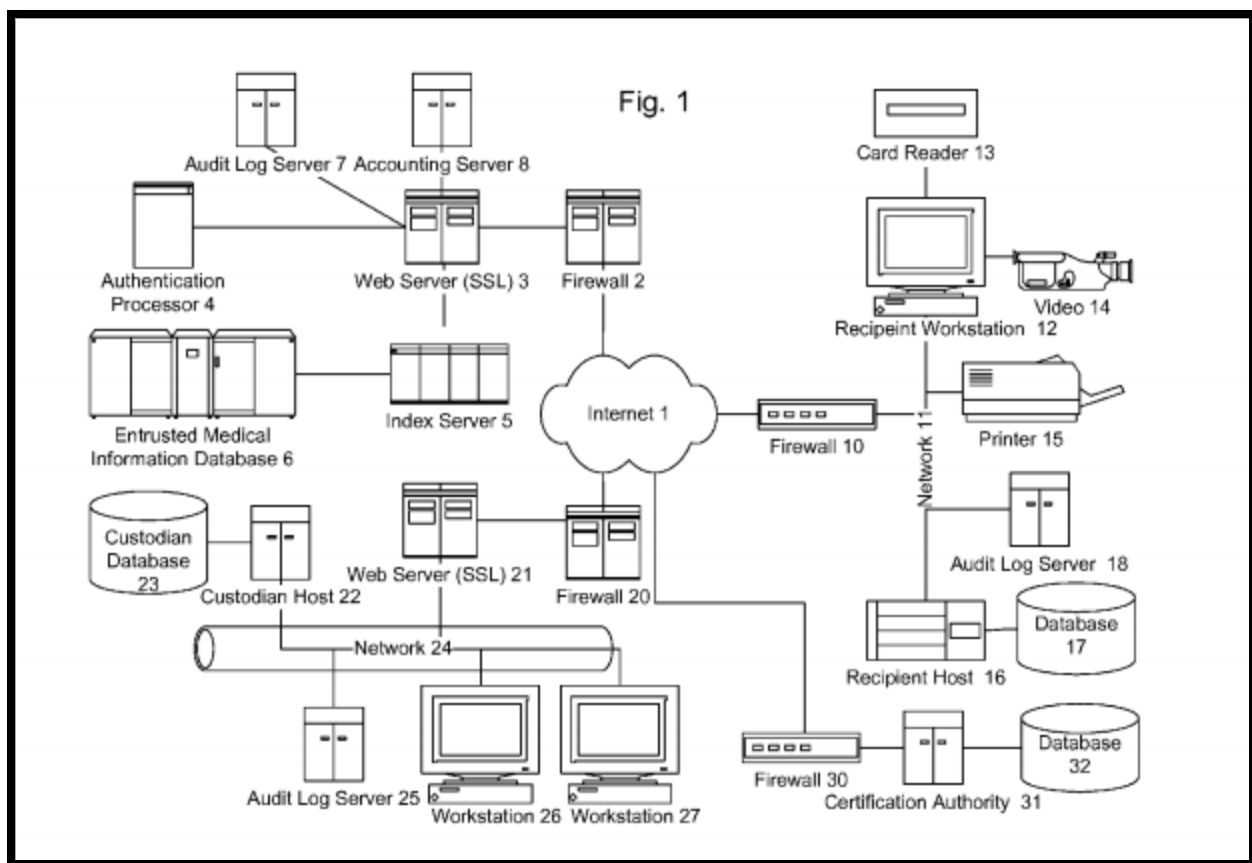 Fig. 1
Card Reader 13
Audit Log Server 7
Accounting Server 8
Web Server (SSL) 3
Firewall 2
Authentication
Processor 4
Video 14
Recipeint Workstation 12
Internet 1
Index Server 5
Entrusted Medical
Information Database 6
Firewall 10
Network 11
Printer 15
Custodian
Database
23
Custodian Host 22
Web Server (SSL) 21
Firewall 20
Audit Log Server 18
Network 24
Database
17
Recipient Host 16
Audit Log Server 25
Workstation 26
Workstation 27
Firewall 30
Certification Authority 31
Database
32